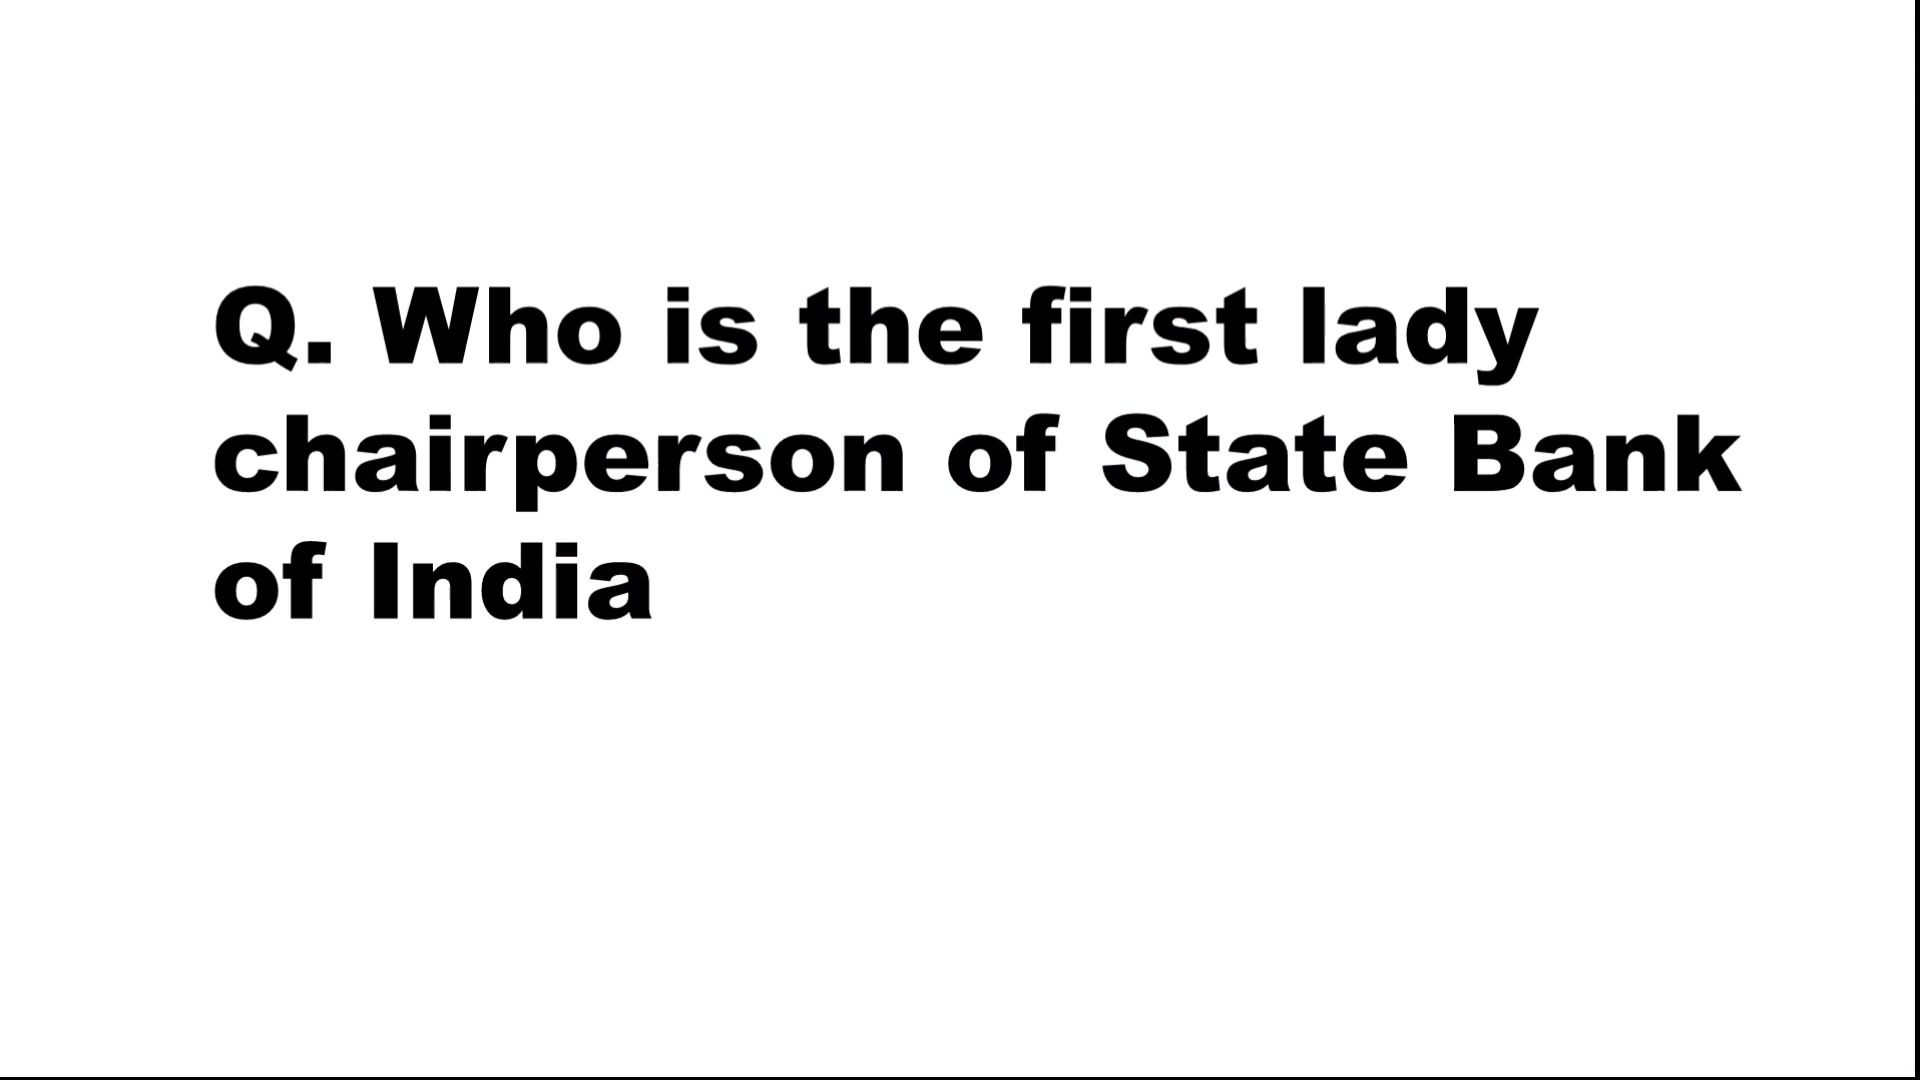 Q. Who is the first lady
chairperson of State Bank
of India